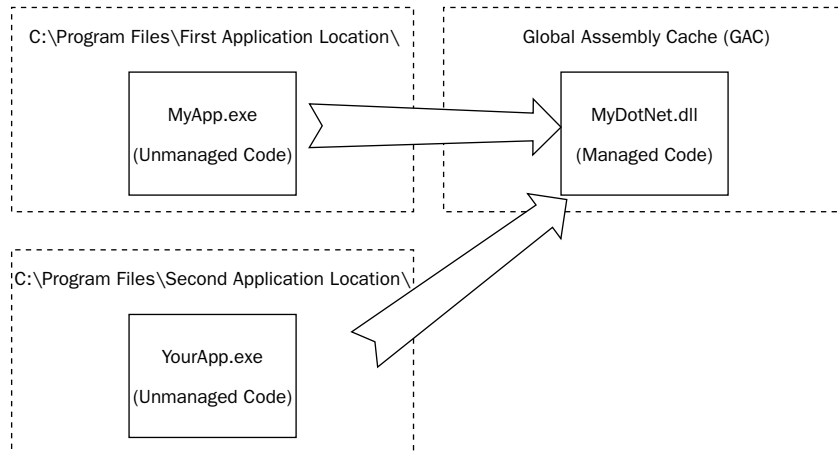 C:\Program Files\First Application Location\
MyApp.exe
(Unmanaged Code)
Global Assembly Cache (GAC)
MyDotNet.dll
(Managed Code)
C:\Program Files\Second Application Location\
YourApp.exe
(Unmanaged Code)